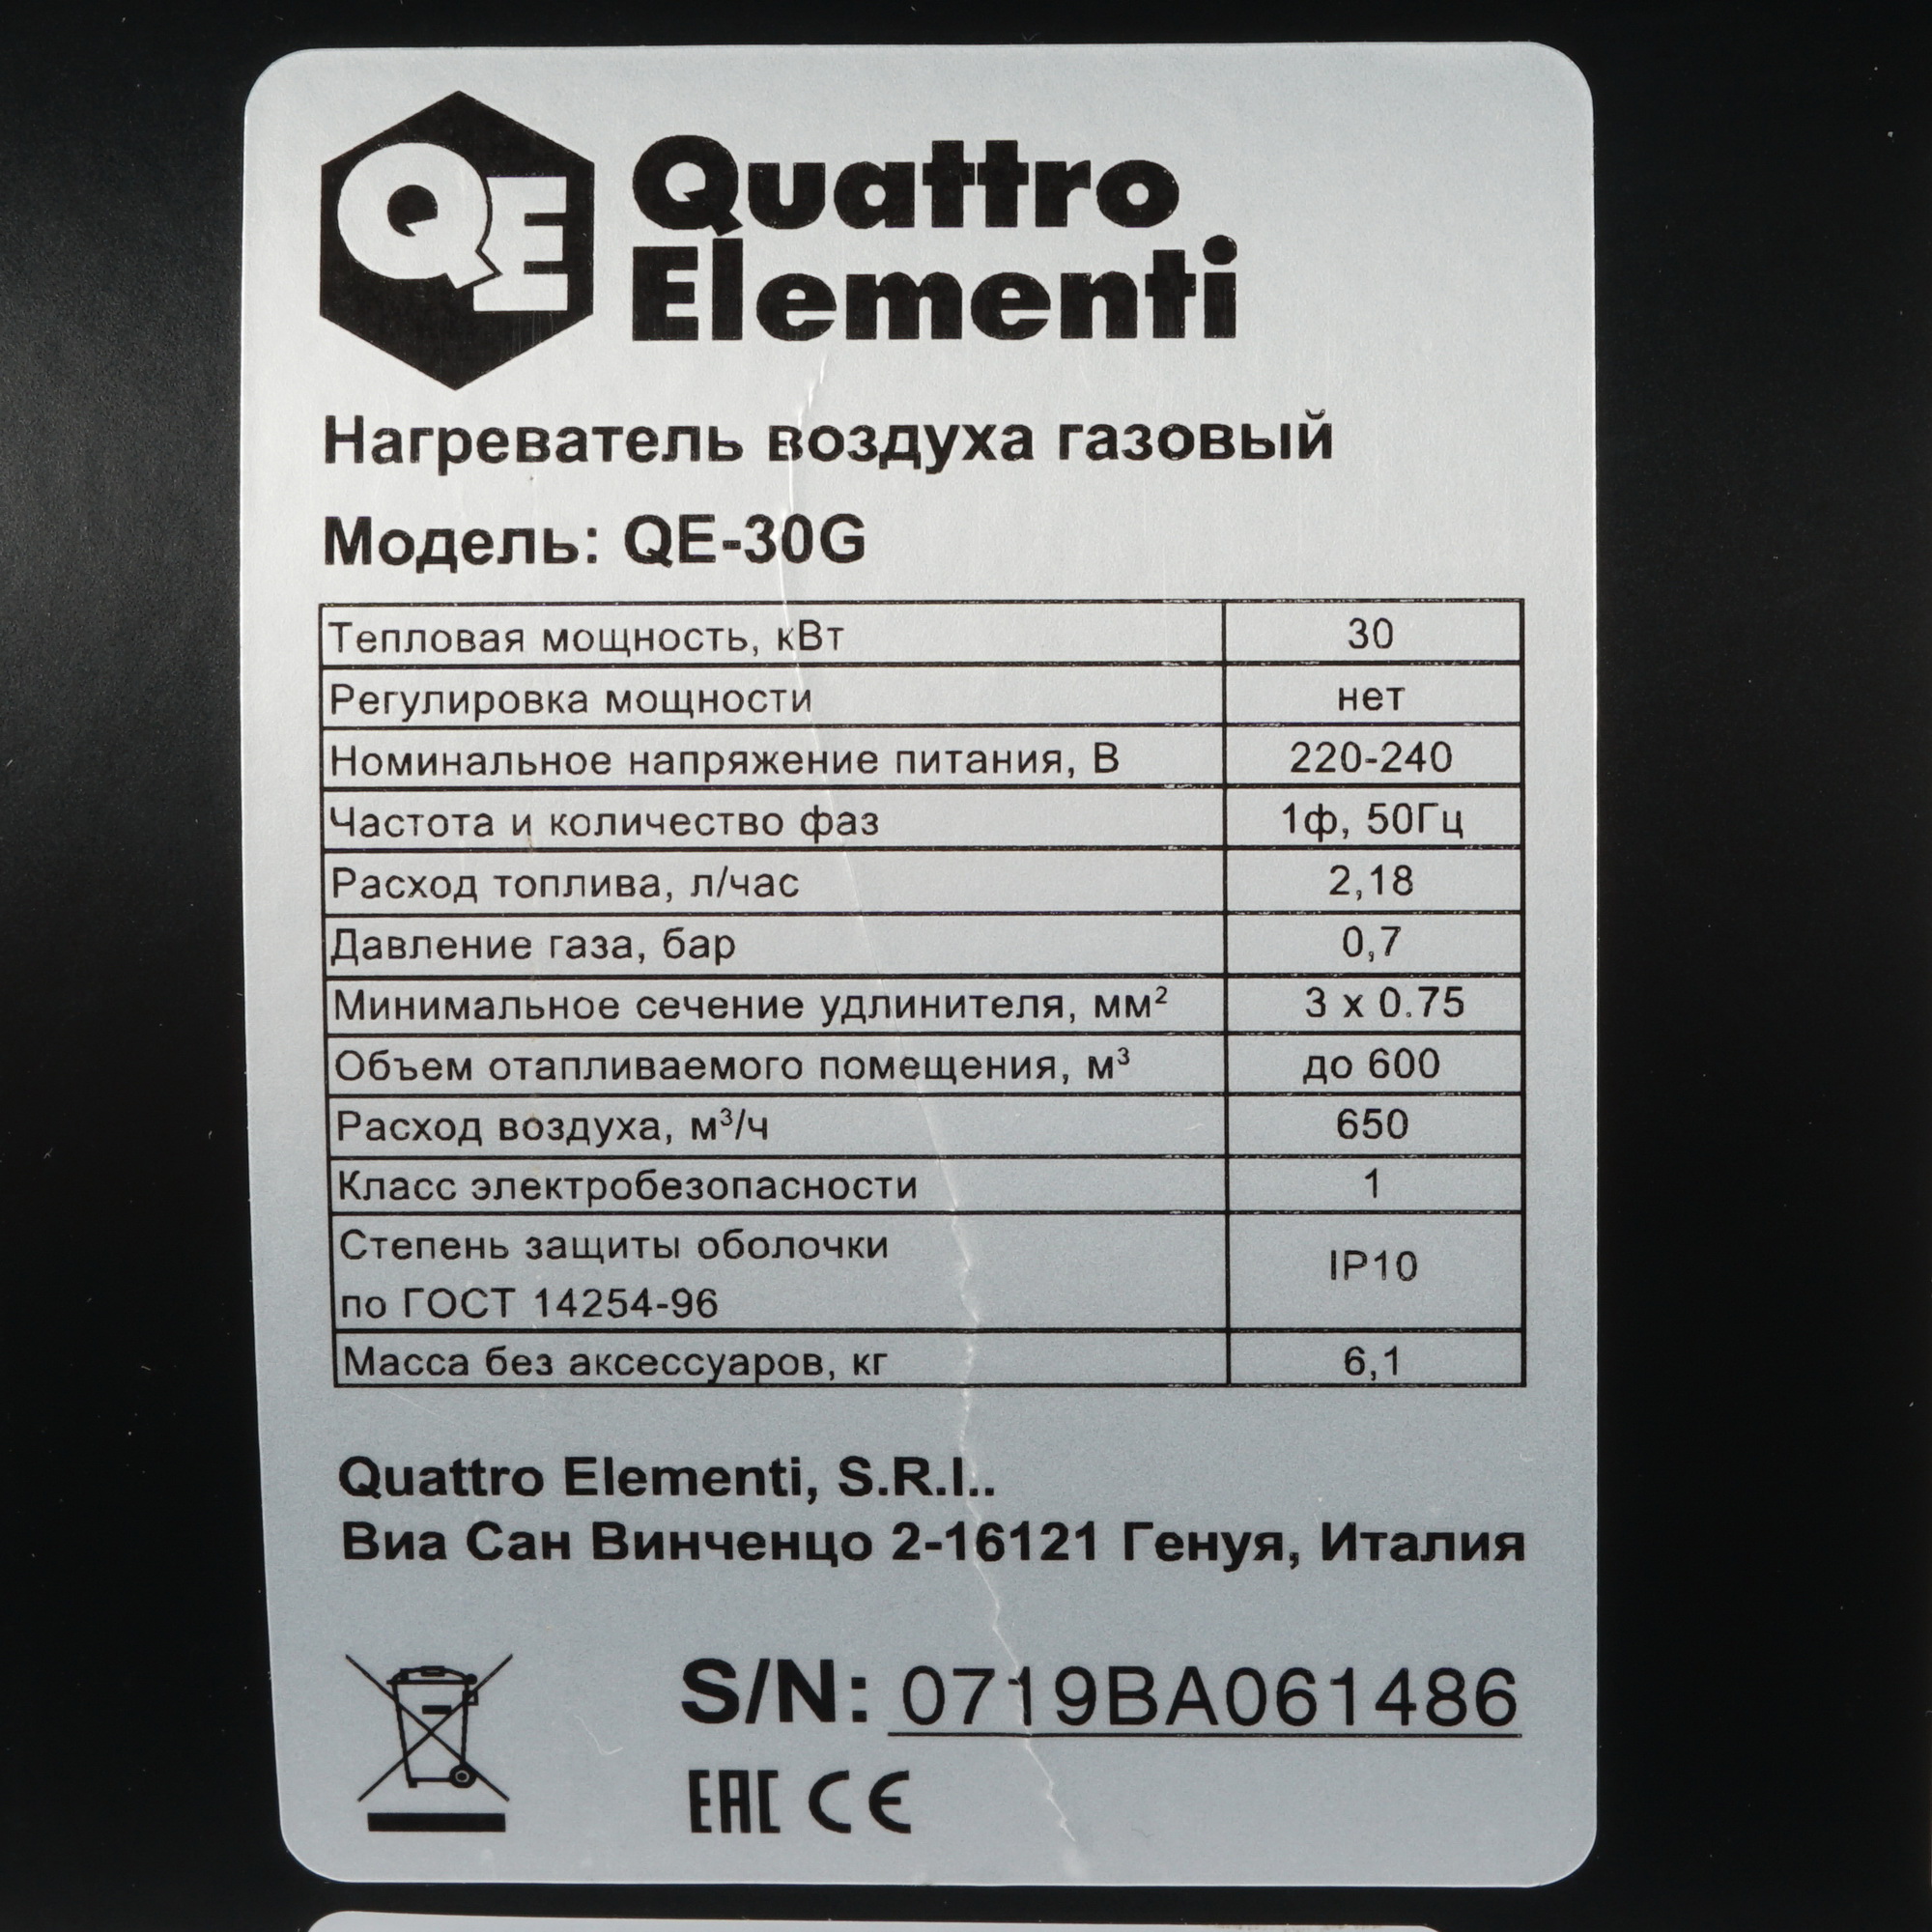 QE
Quattro
Elementi
Нагреватель воздуха газовый
Модель: QE-30G
Тепловая мощность, кВт 30
Регулировка мощности нет
Номинальное напряжение питания, В 220-240
Частота и количество фаз 1ф, 50Гц
Расход топлива, л/час 2,18
Давление газа, бар 0,7
Минимальное сечение удлинителя, мм² 3 x 0.75
Объем отапливаемого помещения, м³ до 600
Расход воздуха, м³/ч 650
Класс электробезопасности 1
Степень защиты оболочки
по ГОСТ 14254-96 IP10
Масса без аксессуаров, кг 6,1
Quattro Elementi, S.R.I..
Виа Сан Винченцо 2-16121 Генуя, Италия
S/N: 0719BA061486
EAC CE